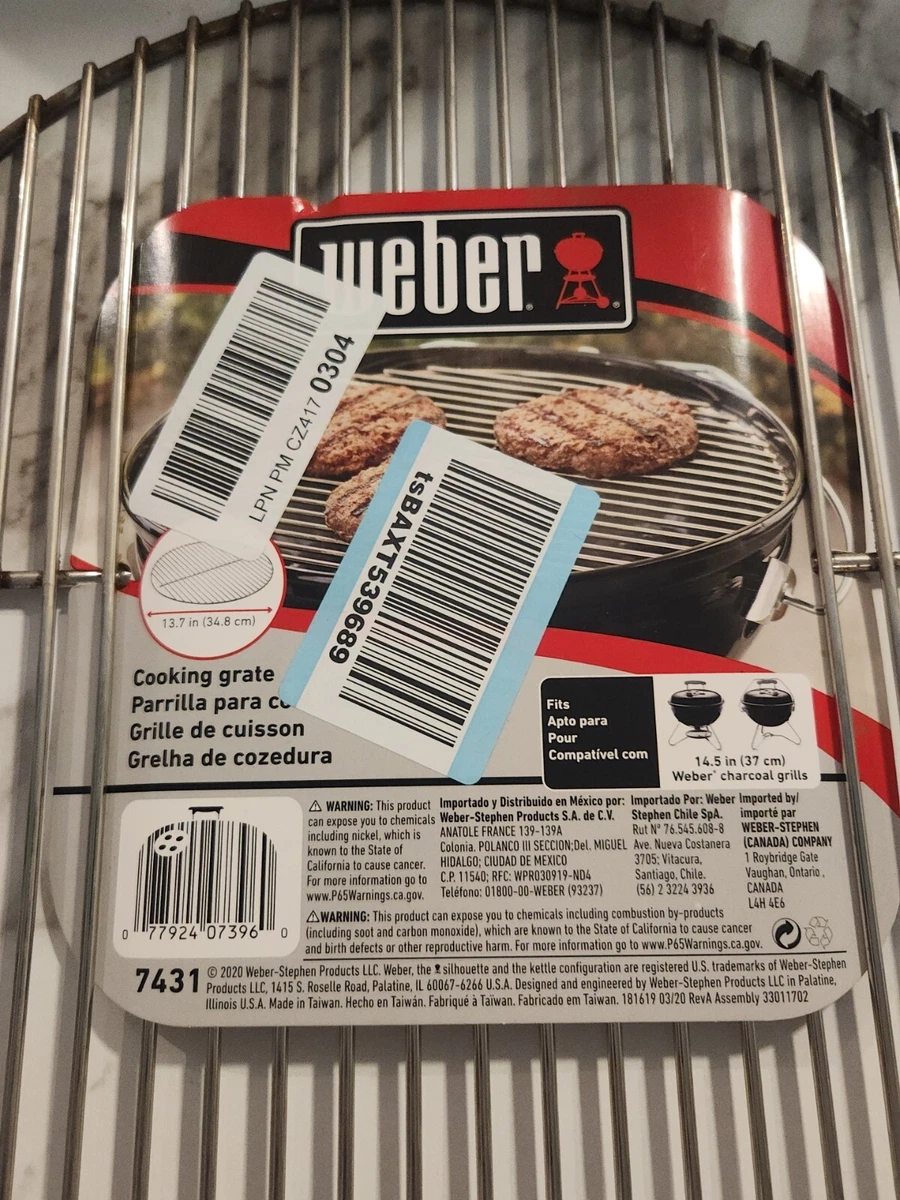 weber
LPN PM CZ417 0304
tsBAXT539689
13.7 in (34.8 cm)
Cooking grate
Parrilla para
Grille de cuisson
Grelha de cozedura
Fits
Apto para
Pour
Compatível com
14.5 in (37 cm)
Weber® charcoal grills
0 77924 07396 0
⚠ WARNING: This product
can expose you to chemicals
including nickel, which is
known to the State of
California to cause cancer.
For more information go to
www.P65Warnings.ca.gov.
Importado y Distribuido en México por:
Weber-Stephen Products S.A. de C.V.
ANATOLE FRANCE 139-139A
Colonia. POLANCO III SECCION;Del. MIGUEL
HIDALGO; CIUDAD DE MEXICO
C.P. 11540; RFC: WPR030919-ND4
Teléfono: 01800-00-WEBER (93237)
Importado Por: Weber
Stephen Chile SpA.
Rut N° 76.545.608-8
Ave. Nueva Costanera
3705; Vitacura,
Santiago, Chile.
(56) 2 3224 3936
Imported by/
importé par
WEBER-STEPHEN
(CANADA) COMPANY
1 Roybridge Gate
Vaughan, Ontario,
CANADA
L4H 4E6
⚠WARNING: This product can expose you to chemicals including combustion by-products
(including soot and carbon monoxide), which are known to the State of California to cause cancer
and birth defects or other reproductive harm. For more information go to www.P65Warnings.ca.gov.
7431
© 2020 Weber-Stephen Products LLC. Weber, the silhouette and the kettle configuration are registered U.S. trademarks of Weber-Stephen
Products LLC, 1415 S. Roselle Road, Palatine, IL 60067-6266 U.S.A. Designed and engineered by Weber-Stephen Products LLC in Palatine,
Illinois U.S.A. Made in Taiwan. Hecho en Taiwán. Fabriqué à Taïwan. Fabricado em Taiwan. 181619 03/20 RevA Assembly 33011702